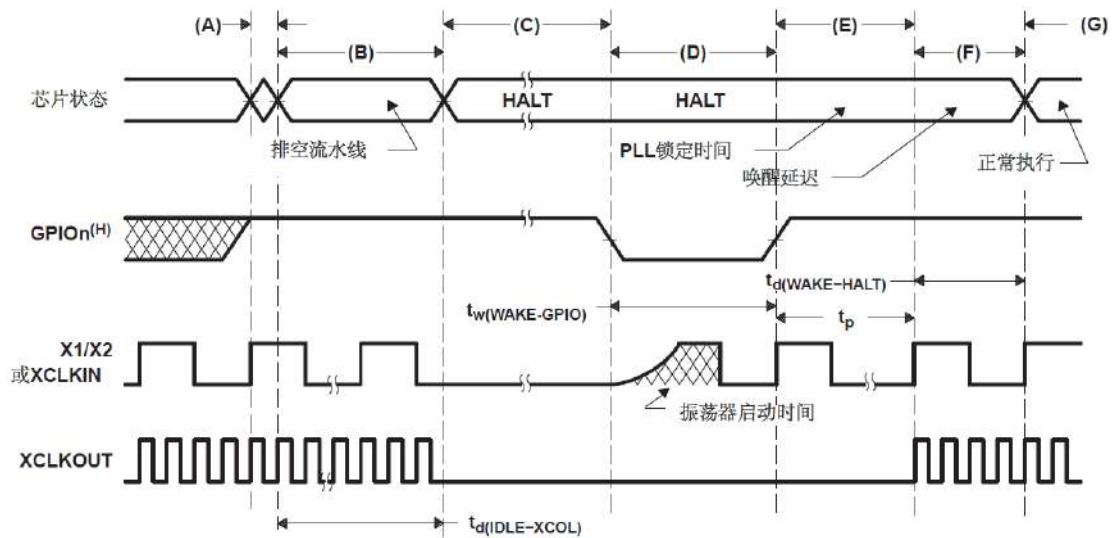 (A)
(B)
(C)
(D)
(E)
(F)
(G)
芯片状态
HALT
HALT
排空流水线
PLL锁定时间
唤醒延迟
正常执行
GPIOn(H)
td(WAKE−HALT)
tw(WAKE-GPIO)
tp
X1/X2
或XCLKIN
振荡器启动时间
XCLKOUT
td(IDLE−XCOL)